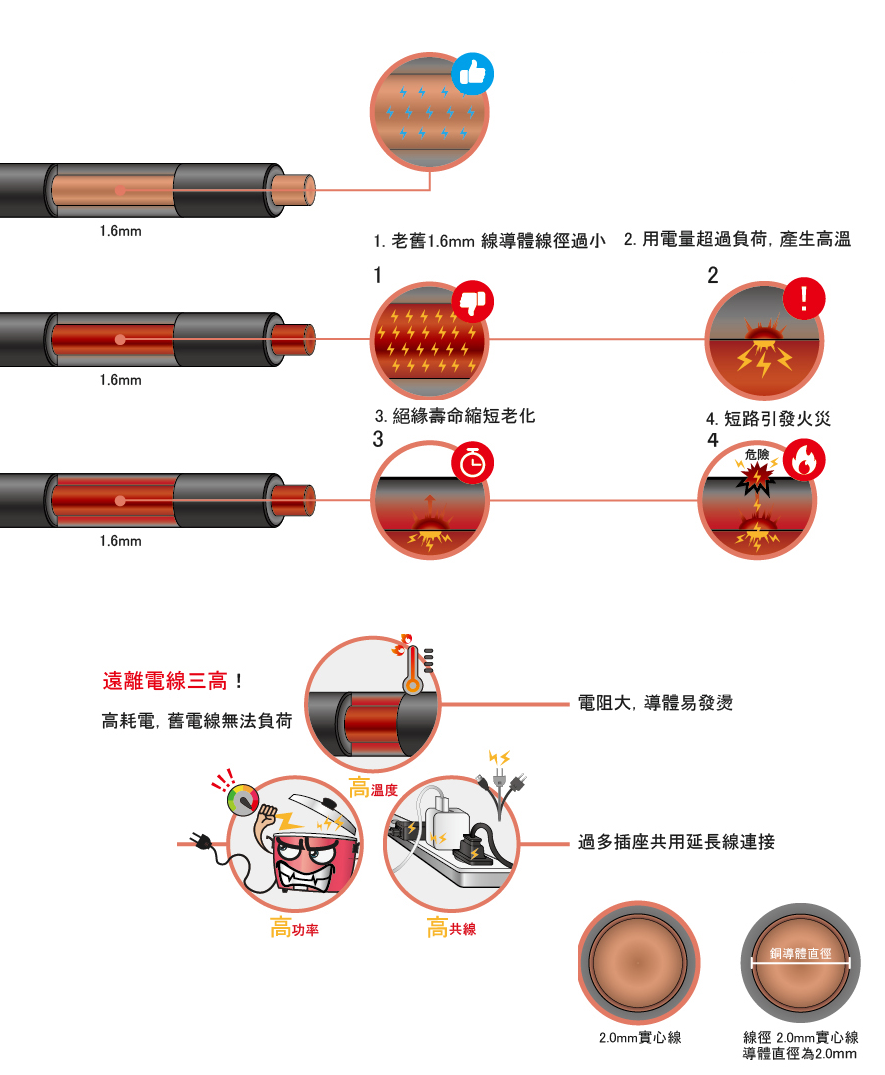 1.6mm
1. 老舊1.6mm 線導體線徑過小
2. 用電量超過負荷, 產生高溫
1
2
!
1.6mm
3. 絕緣壽命縮短老化
4. 短路引發火災
3
4
危險
1.6mm
遠離電線三高！
高耗電, 舊電線無法負荷
電阻大, 導體易發燙
高溫度
!!!
過多插座共用延長線連接
高功率
高共線
銅導體直徑
2.0mm實心線
線徑 2.0mm實心線
導體直徑為2.0mm